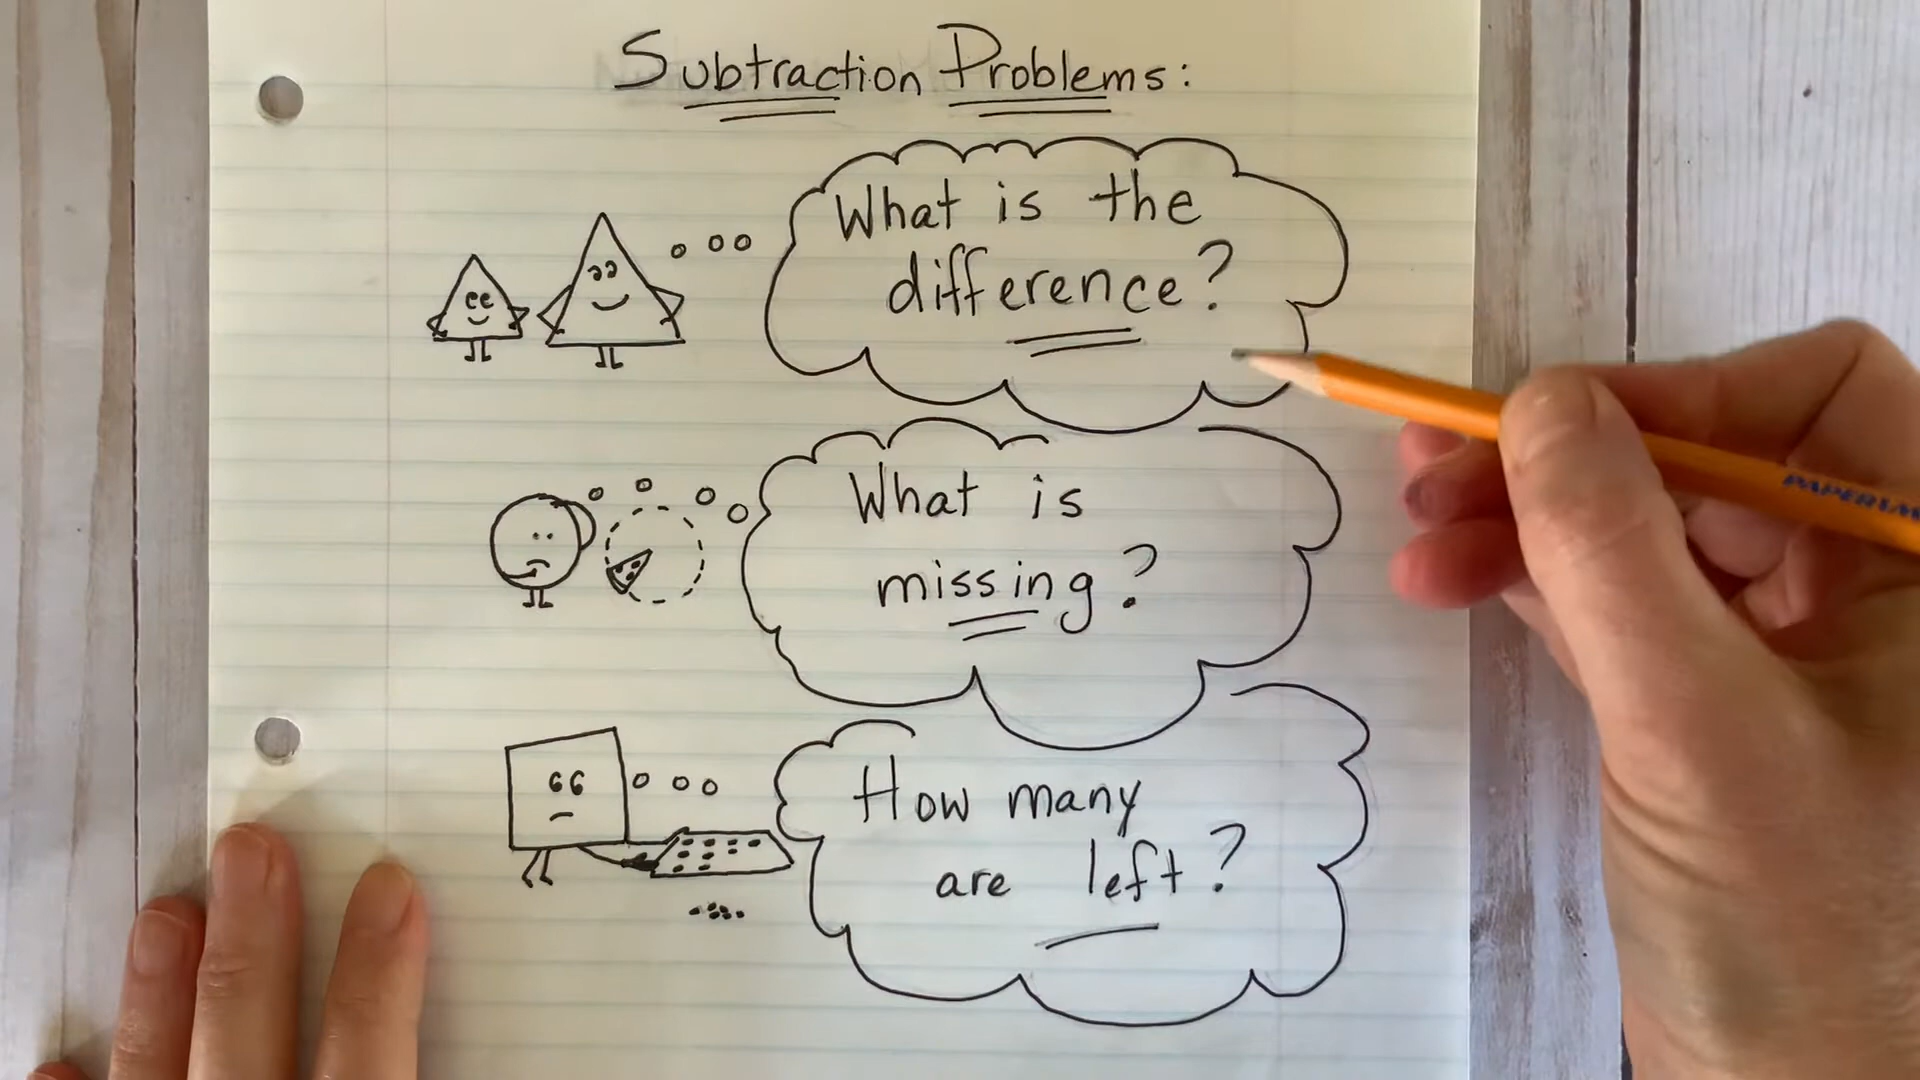 Subtraction Problems:
What is the
difference?
What is
missing?
How many
are left?